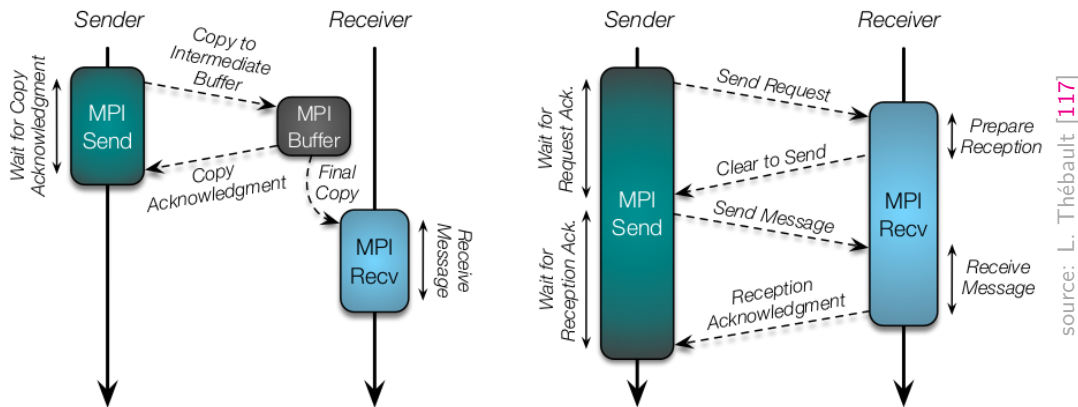 Sender
Receiver
Copy to
Intermediate
Buffer
Wait for Copy
Acknowledgment
MPI
Send
MPI
Buffer
Copy
Acknowledgment
Final
Copy
MPI
Recv
Receive
Message
Sender
Receiver
Send Request
Wait for
Request Ack.
Prepare
Reception
Clear to Send
MPI
Send
Send Message
MPI
Recv
Wait for
Reception Ack.
Receive
Message
Reception
Acknowledgment
source: L. Thébault [117]